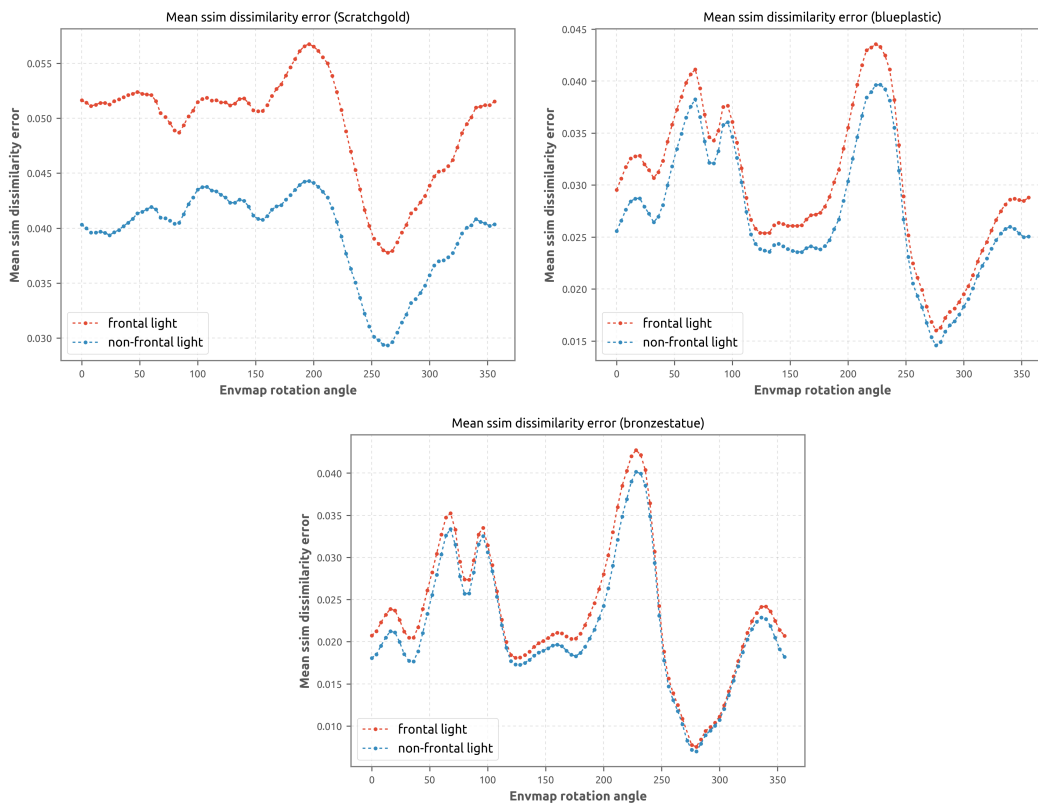 Mean ssim dissimilarity error (Scratchgold)
Mean ssim dissimilarity error
0.055
0.050
0.045
0.040
0.035
0.030
frontal light
non-frontal light
0 50 100 150 200 250 300 350
Envmap rotation angle
Mean ssim dissimilarity error (blueplastic)
Mean ssim dissimilarity error
0.045
0.040
0.035
0.030
0.025
0.020
0.015
frontal light
non-frontal light
0 50 100 150 200 250 300 350
Envmap rotation angle
Mean ssim dissimilarity error (bronzestatue)
Mean ssim dissimilarity error
0.040
0.035
0.030
0.025
0.020
0.015
0.010
frontal light
non-frontal light
0 50 100 150 200 250 300 350
Envmap rotation angle